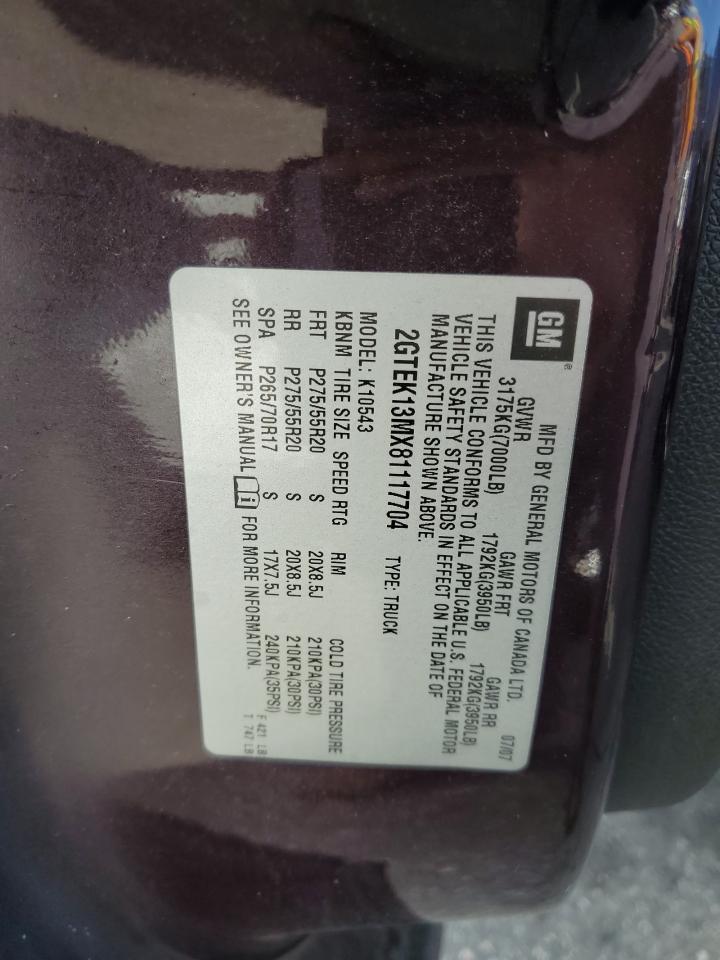 GM ®
MFD BY GENERAL MOTORS OF CANADA LTD.
GVWR GAWR FRT GAWR RR 07/07
3175KG(7000LB) 1792KG(3950LB) 1792KG(3950LB)
THIS VEHICLE CONFORMS TO ALL APPLICABLE U.S. FEDERAL MOTOR
VEHICLE SAFETY STANDARDS IN EFFECT ON THE DATE OF
MANUFACTURE SHOWN ABOVE.
2GTEK13MX81117704 TYPE: TRUCK
MODEL: K10543
KBNM TIRE SIZE SPEED RTG RIM COLD TIRE PRESSURE
FRT P275/55R20 S 20X8.5J 210KPA(30PSI)
RR P275/55R20 S 20X8.5J 210KPA(30PSI)
SPA P265/70R17 S 17X7.5J 240KPA(35PSI)
SEE OWNER'S MANUAL i FOR MORE INFORMATION.
F 421 LB
T 747 LB